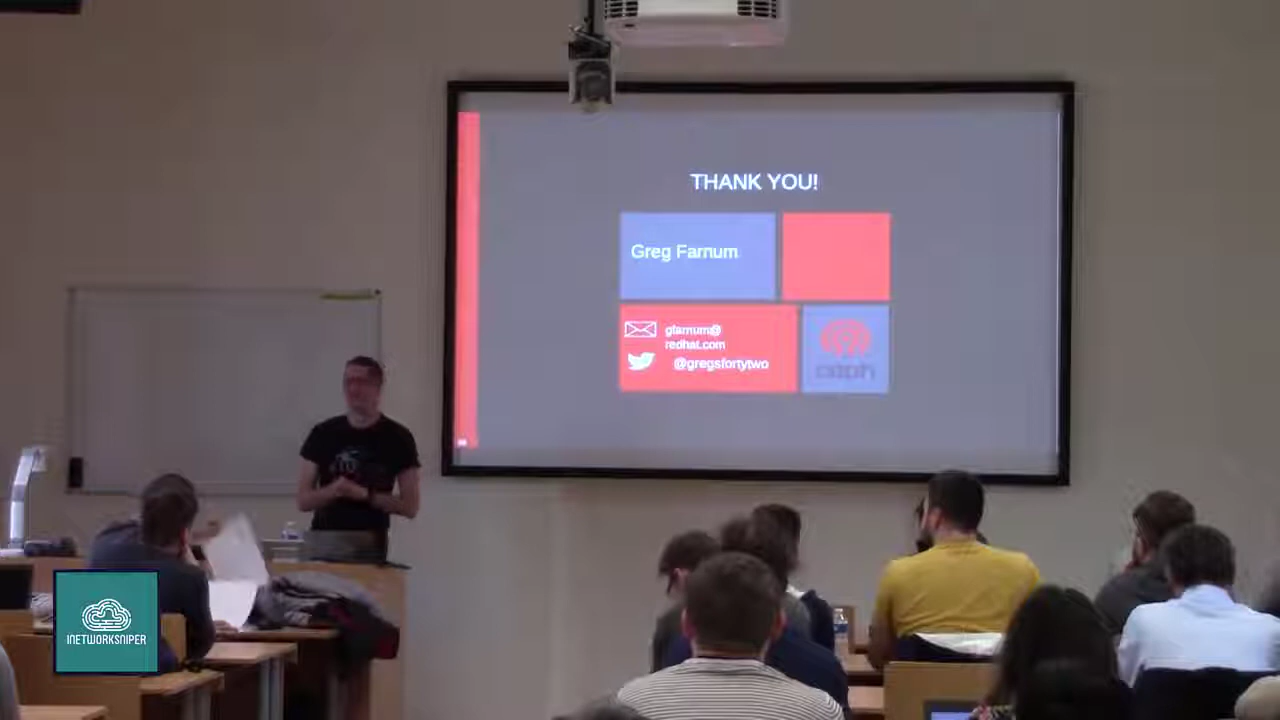 THANK YOU!
Greg Farnum
gfarnum@
redhat.com
@gregsfortytwo
ceph
INETWORKSNIPER